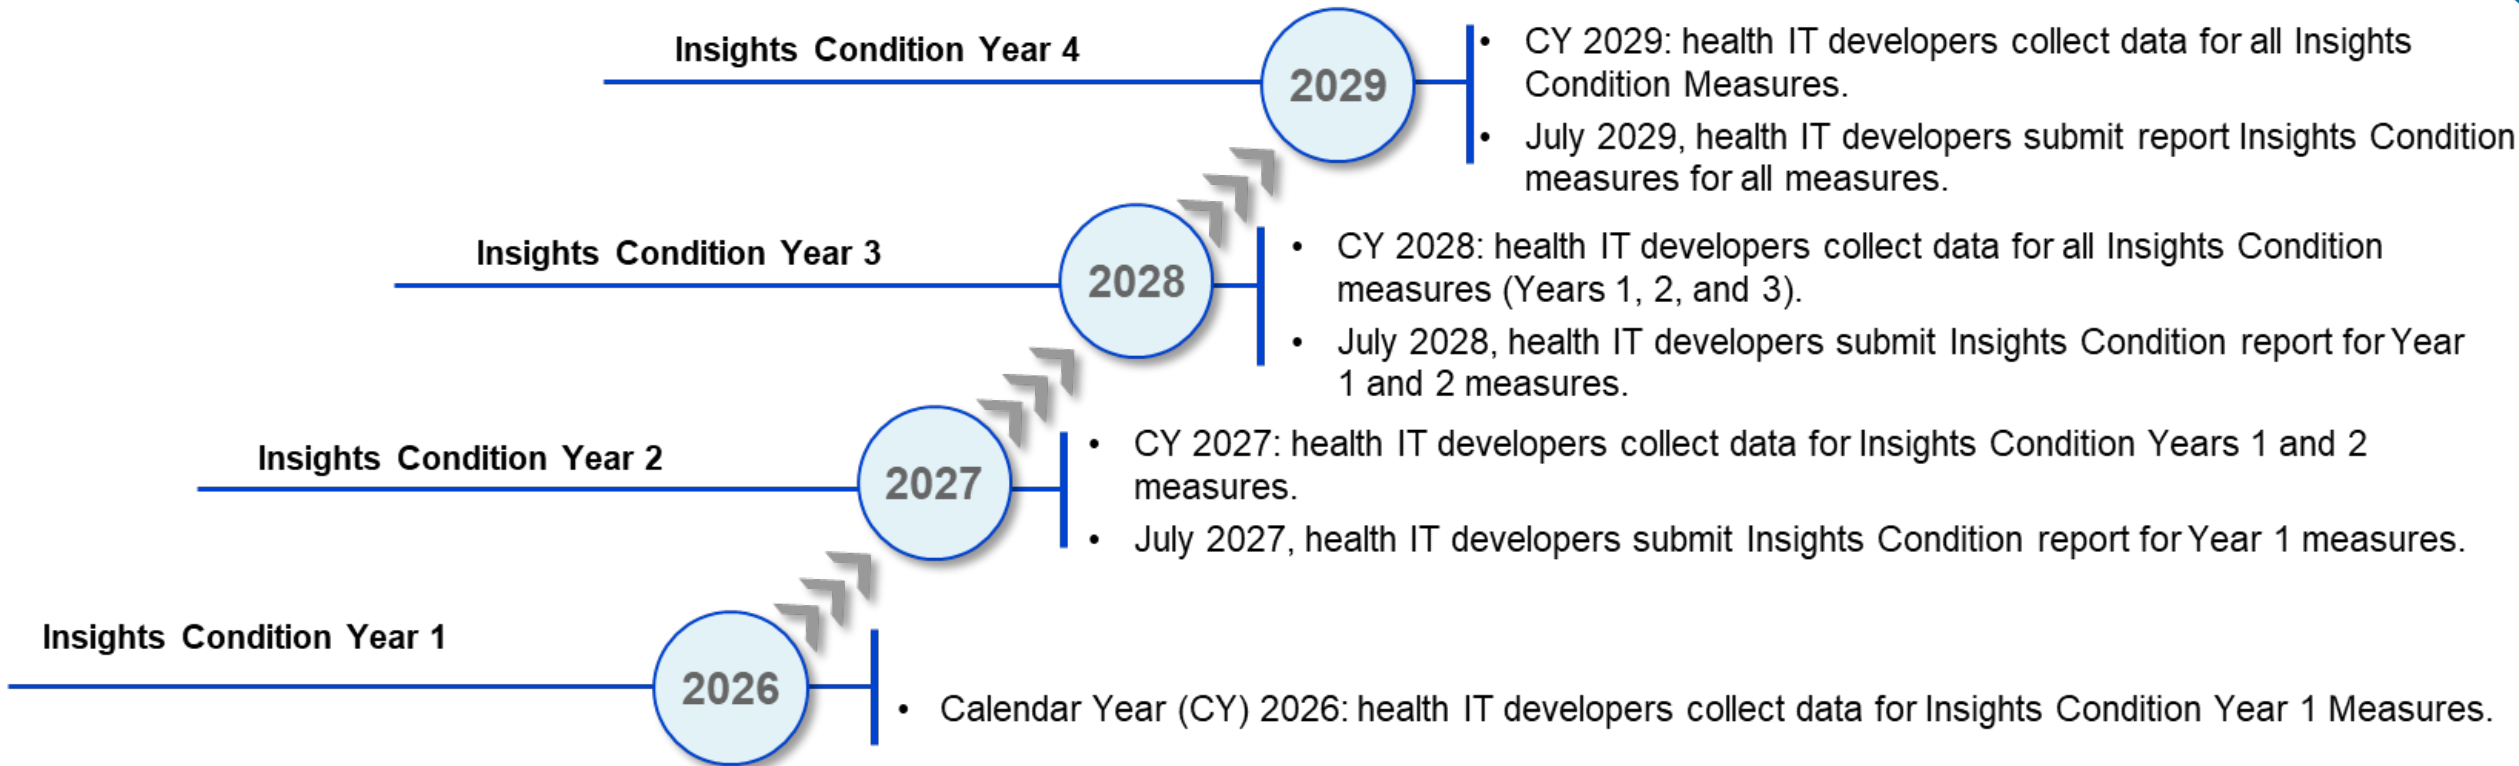 Insights Condition Year 4
2029
• CY 2029: health IT developers collect data for all Insights
Condition Measures.
• July 2029, health IT developers submit report Insights Condition
measures for all measures.
Insights Condition Year 3
2028
• CY 2028: health IT developers collect data for all Insights Condition
measures (Years 1, 2, and 3).
• July 2028, health IT developers submit Insights Condition report for Year
1 and 2 measures.
Insights Condition Year 2
2027
• CY 2027: health IT developers collect data for Insights Condition Years 1 and 2
measures.
• July 2027, health IT developers submit Insights Condition report for Year 1 measures.
Insights Condition Year 1
2026
• Calendar Year (CY) 2026: health IT developers collect data for Insights Condition Year 1 Measures.